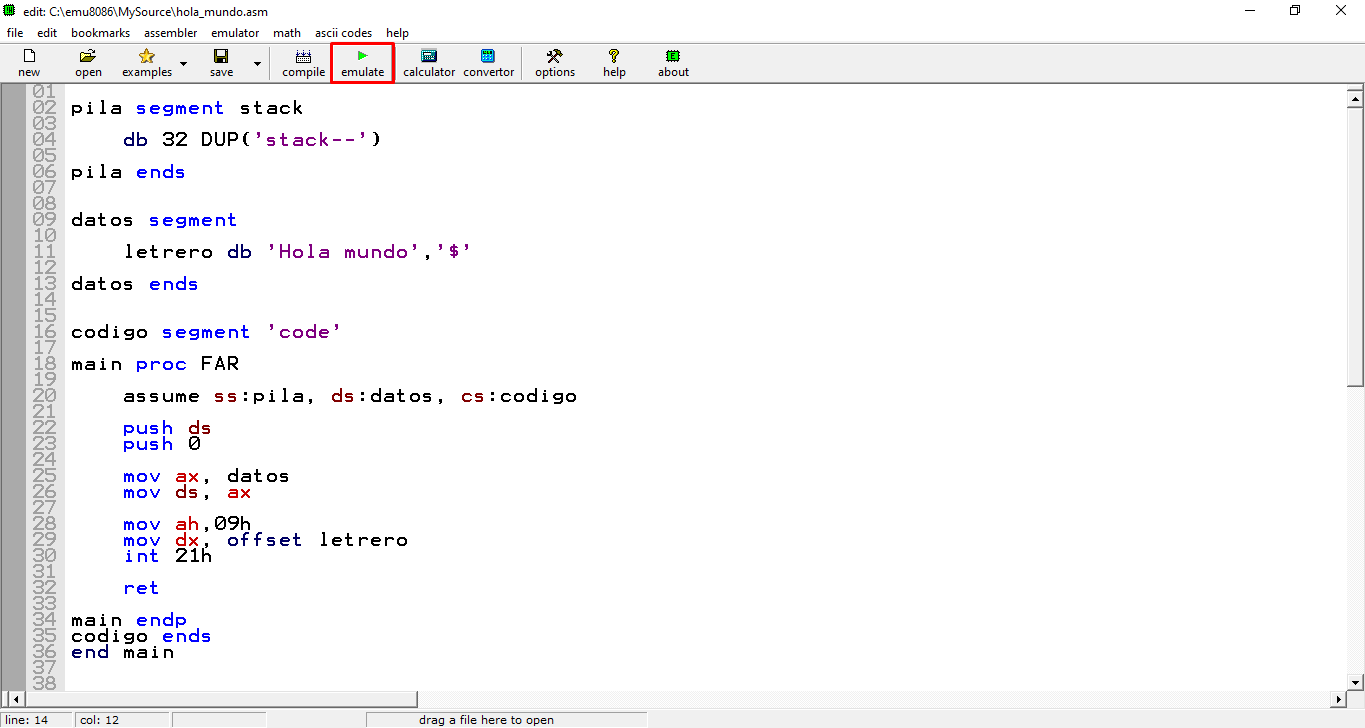 edit: C:\emu8086\MySource\hola_mundo.asm
file edit bookmarks assembler emulator math ascii codes help
new open examples save compile emulate calculator convertor options help about
01
02 pila segment stack
03
04 db 32 DUP('stack--')
05
06 pila ends
07
08
09 datos segment
10
11 letrero db 'Hola mundo','$'
12
13 datos ends
14
15
16 codigo segment 'code'
17
18 main proc FAR
19
20 assume ss:pila, ds:datos, cs:codigo
21
22 push ds
23 push 0
24
25 mov ax, datos
26 mov ds, ax
27
28 mov ah,09h
29 mov dx, offset letrero
30 int 21h
31
32 ret
33
34 main endp
35 codigo ends
36 end main
37
38
line: 14 col: 12 drag a file here to open